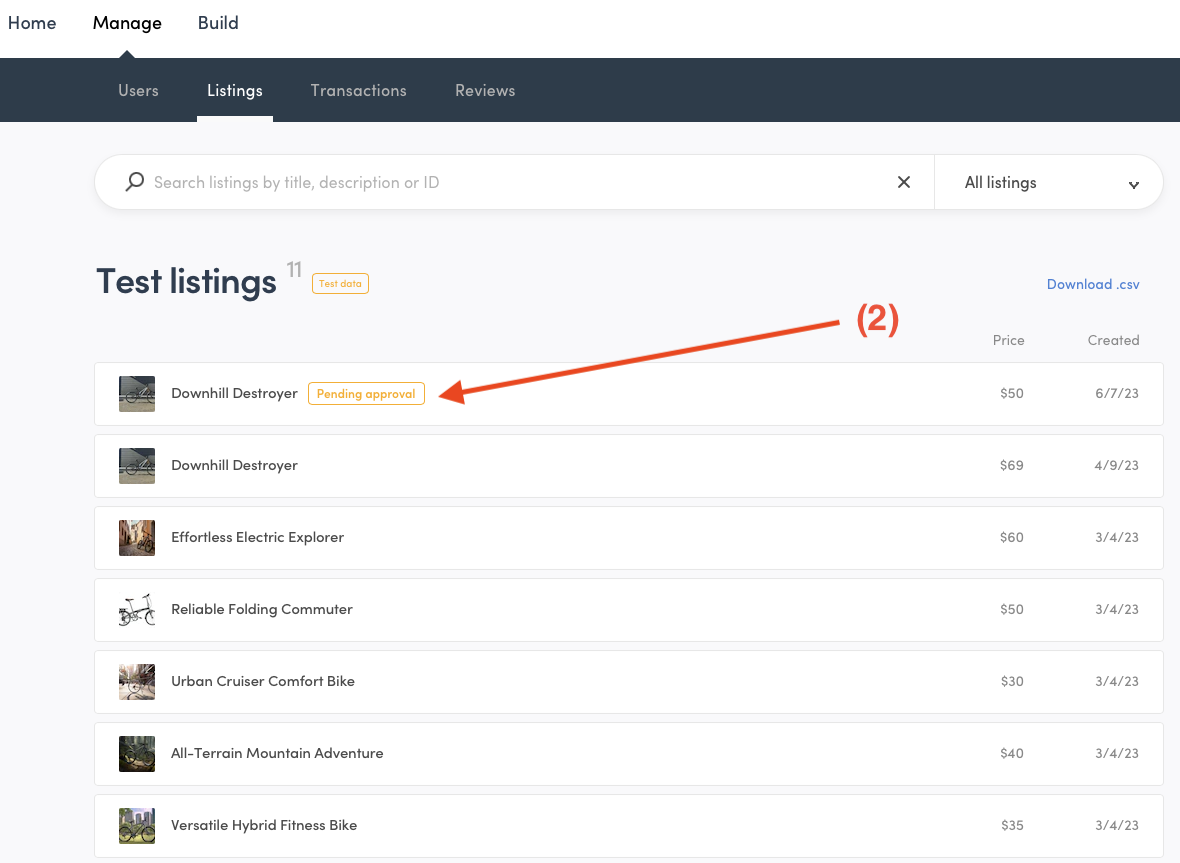 Home Manage Build
Users Listings Transactions Reviews
Search listings by title, description or ID All listings
Test listings 11 Test data Download .csv
(2)
Price Created
Downhill Destroyer Pending approval $50 6/7/23
Downhill Destroyer $69 4/9/23
Effortless Electric Explorer $60 3/4/23
Reliable Folding Commuter $50 3/4/23
Urban Cruiser Comfort Bike $30 3/4/23
All-Terrain Mountain Adventure $40 3/4/23
Versatile Hybrid Fitness Bike $35 3/4/23